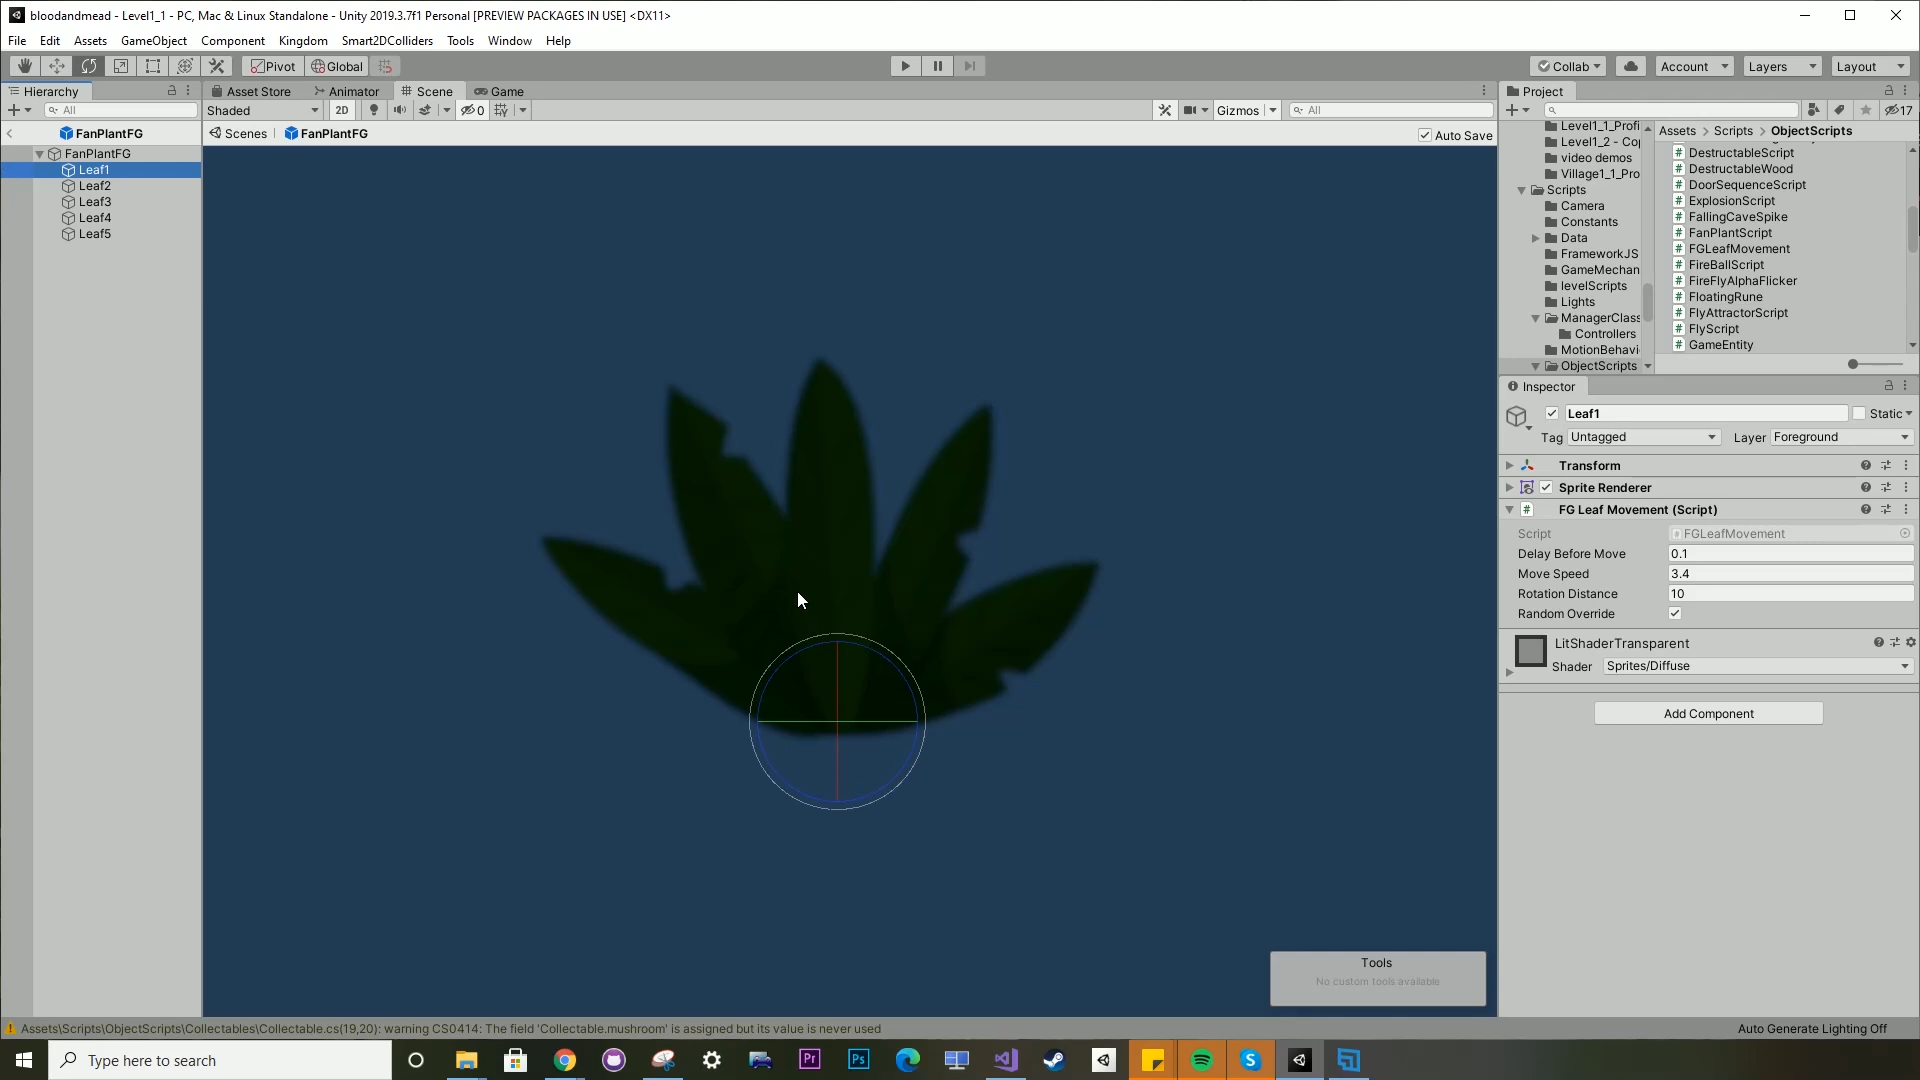 bloodandmead - Level1_1 - PC, Mac & Linux Standalone - Unity 2019.3.7f1 Personal [PREVIEW PACKAGES IN USE] <DX11>
File Edit Assets GameObject Component Kingdom Smart2DColliders Tools Window Help
Pivot Global Collab Account Layers Layout
Hierarchy
All
FanPlantFG
FanPlantFG
Leaf1
Leaf2
Leaf3
Leaf4
Leaf5
Asset Store Animator Scene Game
Shaded 2D 0 Gizmos All
Scenes FanPlantFG Auto Save
Tools
No custom tools available
Project
17
Level1_1_Profi
Level1_2 - Cop
video demos
Village1_1_Pro
Scripts
Camera
Constants
Data
FrameworkJS
GameMechan
levelScripts
Lights
ManagerClass
Controllers
MotionBehavi
ObjectScripts
Assets > Scripts > ObjectScripts
DestructableScript
DestructableWood
DoorSequenceScript
ExplosionScript
FallingCaveSpike
FanPlantScript
FGLeafMovement
FireBallScript
FireFlyAlphaFlicker
FloatingRune
FlyAttractorScript
FlyScript
GameEntity
Inspector
Leaf1 Static
Tag Untagged Layer Foreground
Transform
Sprite Renderer
FG Leaf Movement (Script)
Script FGLeafMovement
Delay Before Move 0.1
Move Speed 3.4
Rotation Distance 10
Random Override
LitShaderTransparent
Shader Sprites/Diffuse
Add Component
Assets\Scripts\ObjectScripts\Collectables\Collectable.cs(19,20): warning CS0414: The field 'Collectable.mushroom' is assigned but its value is never used
Auto Generate Lighting Off
Type here to search
Pr
Ps